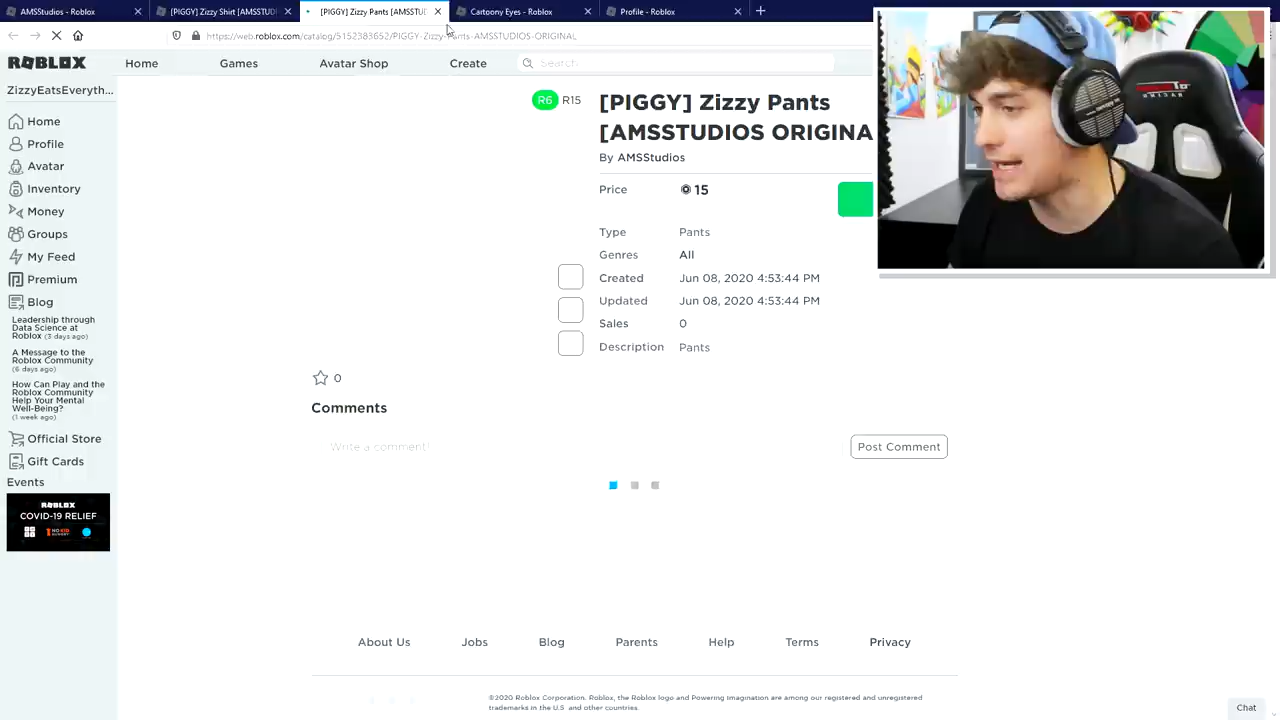 AMSStudios - Roblox
[PIGGY] Zizzy Shirt [AMSSTUDI
[PIGGY] Zizzy Pants [AMSSTUD
Cartoony Eyes - Roblox
Profile - Roblox
https://web.roblox.com/catalog/5152383652/PIGGY-Zizzy-Pants-AMSSTUDIOS-ORIGINAL
ROBLOX
Home
Games
Avatar Shop
Create
Search
ZizzyEatsEveryth...
Home
Profile
Avatar
Inventory
Money
Groups
My Feed
Premium
Blog
Leadership through
Data Science at
Roblox (3 days ago)
A Message to the
Roblox Community
(6 days ago)
How Can Play and the
Roblox Community
Help Your Mental
Well-Being?
(1 week ago)
Official Store
Gift Cards
Events
ROBLOX
COVID-19 RELIEF
R6 R15
[PIGGY] Zizzy Pants
[AMSSTUDIOS ORIGINA
By AMSStudios
Price 15
Type Pants
Genres All
Created Jun 08, 2020 4:53:44 PM
Updated Jun 08, 2020 4:53:44 PM
Sales 0
Description Pants
0
Comments
Write a comment!
Post Comment
About Us
Jobs
Blog
Parents
Help
Terms
Privacy
©2020 Roblox Corporation. Roblox, the Roblox logo and Powering Imagination are among our registered and unregistered
trademarks in the U.S. and other countries.
Chat